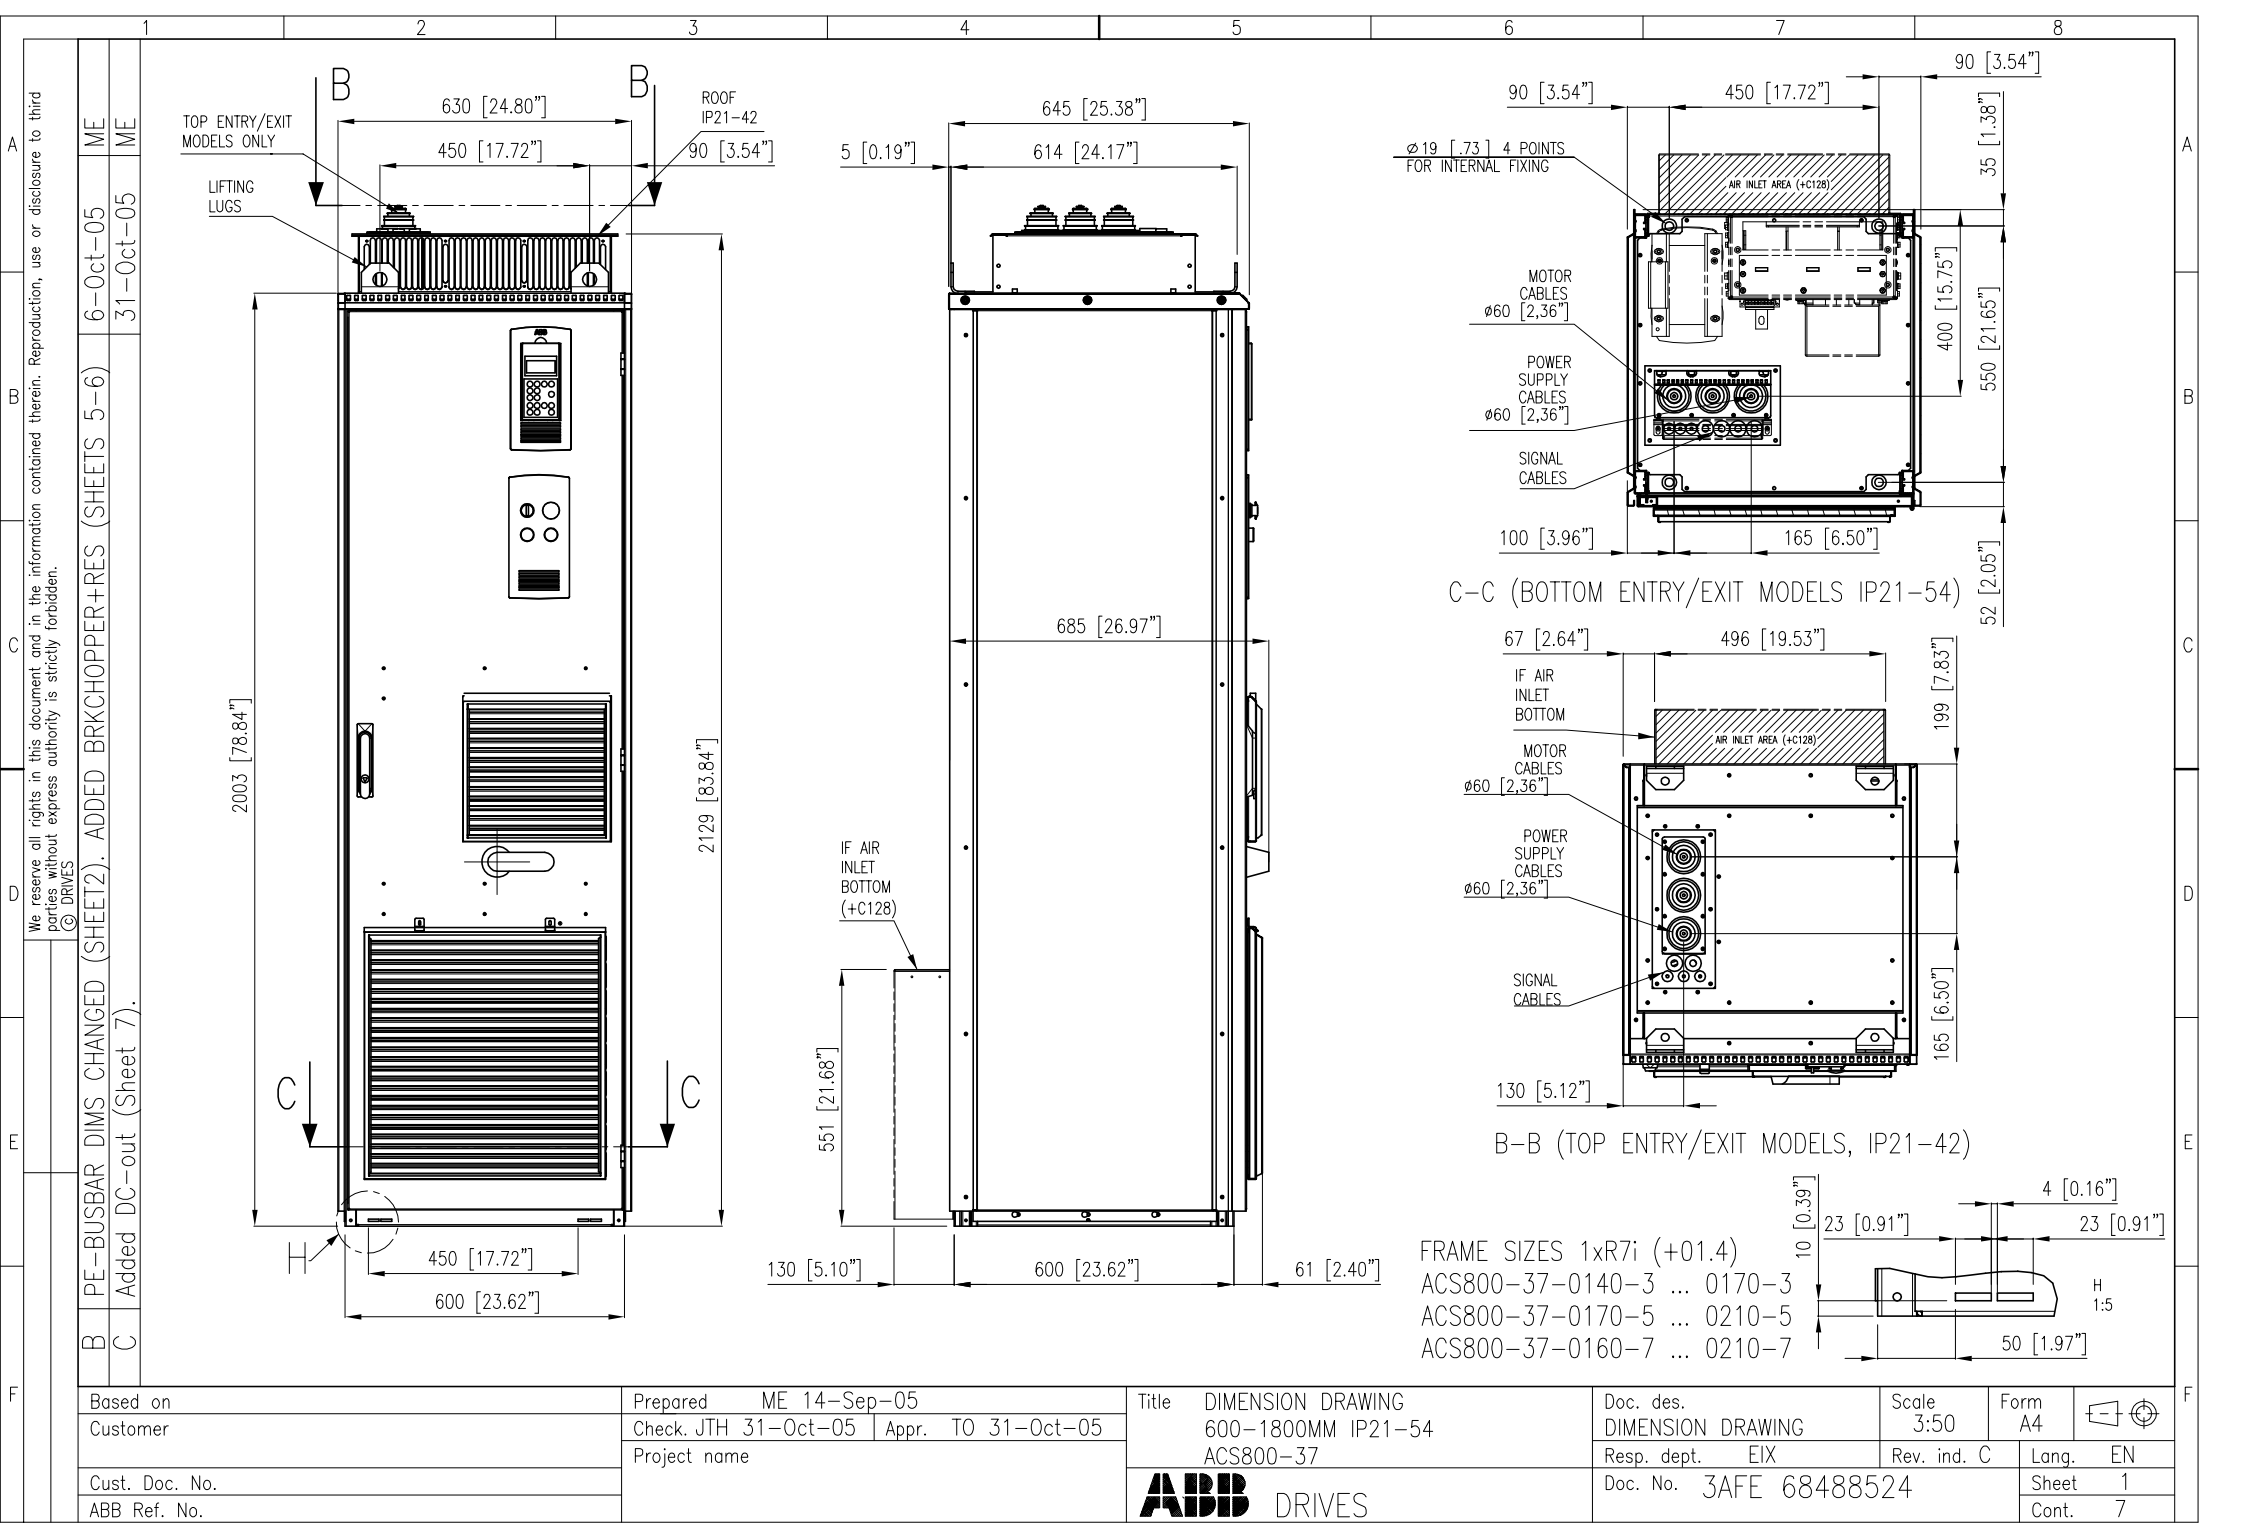 1 2 3 4 5 6 7 8
A
B
C
D
E
F
A
B
C
D
E
F
We reserve all rights in this document and in the information contained therein. Reproduction, use or disclosure to third
parties without express authority is strictly forbidden.
© DRIVES
B PE-BUSBAR DIMS CHANGED (SHEET2). ADDED BRKCHOPPER+RES (SHEETS 5-6) 6-Oct-05 ME
C Added DC-out (Sheet 7). 31-Oct-05 ME
B B
630 [24.80"]
ROOF
IP21-42
TOP ENTRY/EXIT
MODELS ONLY
450 [17.72"]
90 [3.54"]
LIFTING
LUGS
ABB
2003 [78.84"]
2129 [83.84"]
C C
H
450 [17.72"]
600 [23.62"]
645 [25.38"]
5 [0.19"]
614 [24.17"]
685 [26.97"]
IF AIR
INLET
BOTTOM
(+C128)
551 [21.68"]
130 [5.10"]
600 [23.62"]
61 [2.40"]
90 [3.54"]
90 [3.54"]
450 [17.72"]
35 [1.38"]
ø19 [.73] 4 POINTS
FOR INTERNAL FIXING
AIR INLET AREA (+C128)
MOTOR
CABLES
ø60 [2,36"]
400 [15.75"]
550 [21.65"]
POWER
SUPPLY
CABLES
ø60 [2,36"]
SIGNAL
CABLES
100 [3.96"]
165 [6.50"]
52 [2.05"]
C-C (BOTTOM ENTRY/EXIT MODELS IP21-54)
67 [2.64"]
496 [19.53"]
199 [7.83"]
IF AIR
INLET
BOTTOM
AIR INLET AREA (+C128)
MOTOR
CABLES
ø60 [2,36"]
POWER
SUPPLY
CABLES
ø60 [2,36"]
SIGNAL
CABLES
165 [6.50"]
130 [5.12"]
B-B (TOP ENTRY/EXIT MODELS, IP21-42)
4 [0.16"]
10 [0.39"]
23 [0.91"]
23 [0.91"]
H
1:5
50 [1.97"]
FRAME SIZES 1xR7i (+01.4)
ACS800-37-0140-3 ... 0170-3
ACS800-37-0170-5 ... 0210-5
ACS800-37-0160-7 ... 0210-7
Based on
Customer
Cust. Doc. No.
ABB Ref. No.
Prepared ME 14-Sep-05
Check. JTH 31-Oct-05 Appr. TO 31-Oct-05
Project name
Title DIMENSION DRAWING
600-1800MM IP21-54
ACS800-37
ABB DRIVES
Doc. des.
DIMENSION DRAWING
Scale
3:50
Form
A4
Resp. dept. EIX
Rev. ind. C
Lang. EN
Doc. No. 3AFE 68488524
Sheet 1
Cont. 7